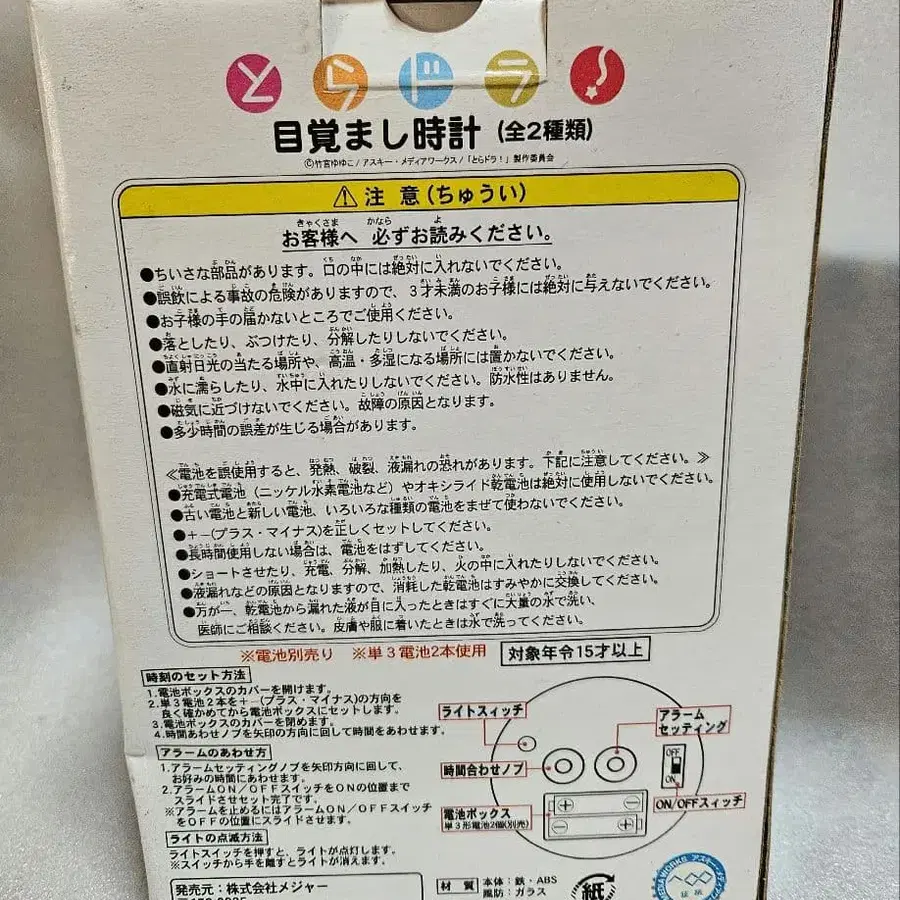 とらドラ!
目覚まし時計 (全2種類)
©竹宮ゆゆこ/アスキー・メディアワークス/「とらドラ!」製作委員会
⚠ 注 意 (ちゅうい)
お客様へ 必ずお読みください。
●ちいさな部品があります。口の中には絶対に入れないでください。
●誤飲による事故の危険がありますので、3才未満のお子様には絶対に与えないでください。
●お子様の手の届かないところでご使用ください。
●落としたり、ぶつけたり、分解したりしないでください。
●直射日光の当たる場所や、高温・多湿になる場所には置かないでください。
●水に濡らしたり、水中に入れたりしないでください。防水性はありません。
●磁気に近づけないでください。故障の原因となります。
●多少時間の誤差が生じる場合があります。
≪電池を誤使用すると、発熱、破裂、液漏れの恐れがあります。下記に注意してください。≫
●充電式電池(ニッケル水素電池など)やオキシライド乾電池は絶対に使用しないでください。
●古い電池と新しい電池、いろいろな種類の電池をまぜて使わないでください。
●+-(プラス・マイナス)を正しくセットしてください。
●長時間使用しない場合は、電池をはずしてください。
●ショートさせたり、充電、分解、加熱したり、火の中に入れたりしないでください。
●液漏れなどの原因となりますので、消耗した乾電池はすみやかに交換してください。
●万が一、乾電池から漏れた液が目に入ったときはすぐに大量の水で洗い、
医師にご相談ください。皮膚や服に着いたときは水で洗ってください。
※電池別売り ※単3電池2本使用 対象年令15才以上
時刻のセット方法
1.電池ボックスのカバーを開けます。
2.単3電池2本を+-(プラス・マイナス)の方向を
良く確かめてから電池ボックスにセットします。
3.電池ボックスのカバーを閉めます。
4.時間あわせノブを矢印の方向に回して時間をあわせます。
アラームのあわせ方
1.アラームセッティングノブを矢印方向に回して、
お好みの時間にあわせます。
2.アラームON/OFFスイッチをONの位置まで
スライドさせセット完了です。
※アラームを止めるにはアラームON/OFFスイッチ
をOFFの位置にスライドさせます。
ライトの点滅方法
ライトスイッチを押すと、ライトが点灯します。
※スイッチから手を離すとライトが消えます。
ライトスィッチ
アラーム
セッティング
時間合わせノブ
OFF
ON
ON/OFFスィッチ
電池ボックス
単3形電池2個(別売)
発売元:株式会社メジャー
材 質 本体:鉄・ABS
風防:ガラス
紙